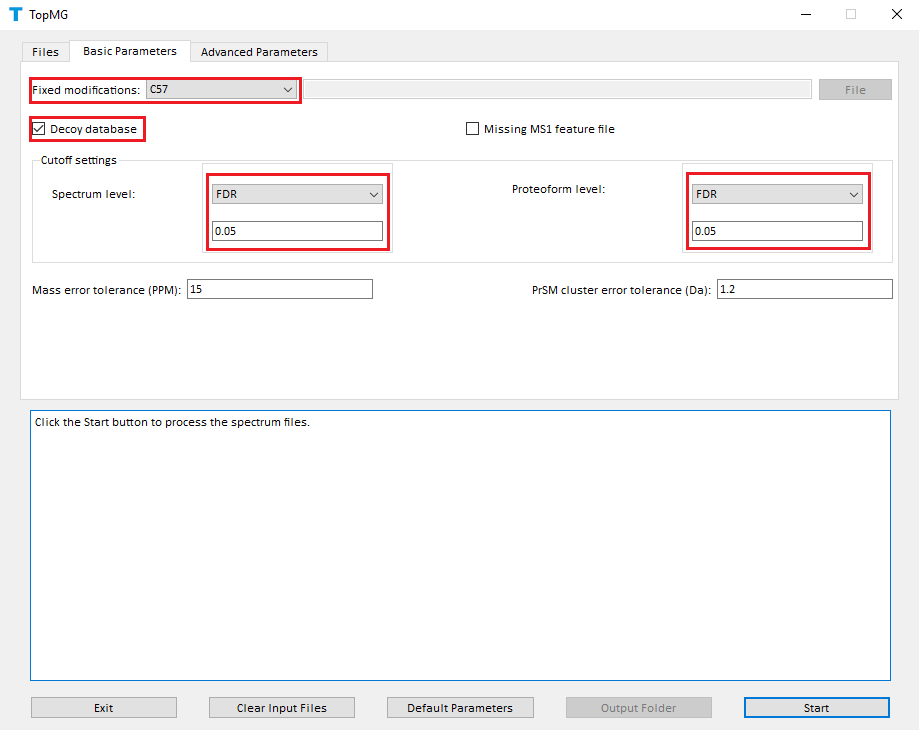 TopMG
Files Basic Parameters Advanced Parameters
Fixed modifications: C57 File
Decoy database Missing MS1 feature file
Cutoff settings
Spectrum level: FDR Proteoform level: FDR
0.05 0.05
Mass error tolerance (PPM): 15 PrSM cluster error tolerance (Da): 1.2
Click the Start button to process the spectrum files.
Exit Clear Input Files Default Parameters Output Folder Start